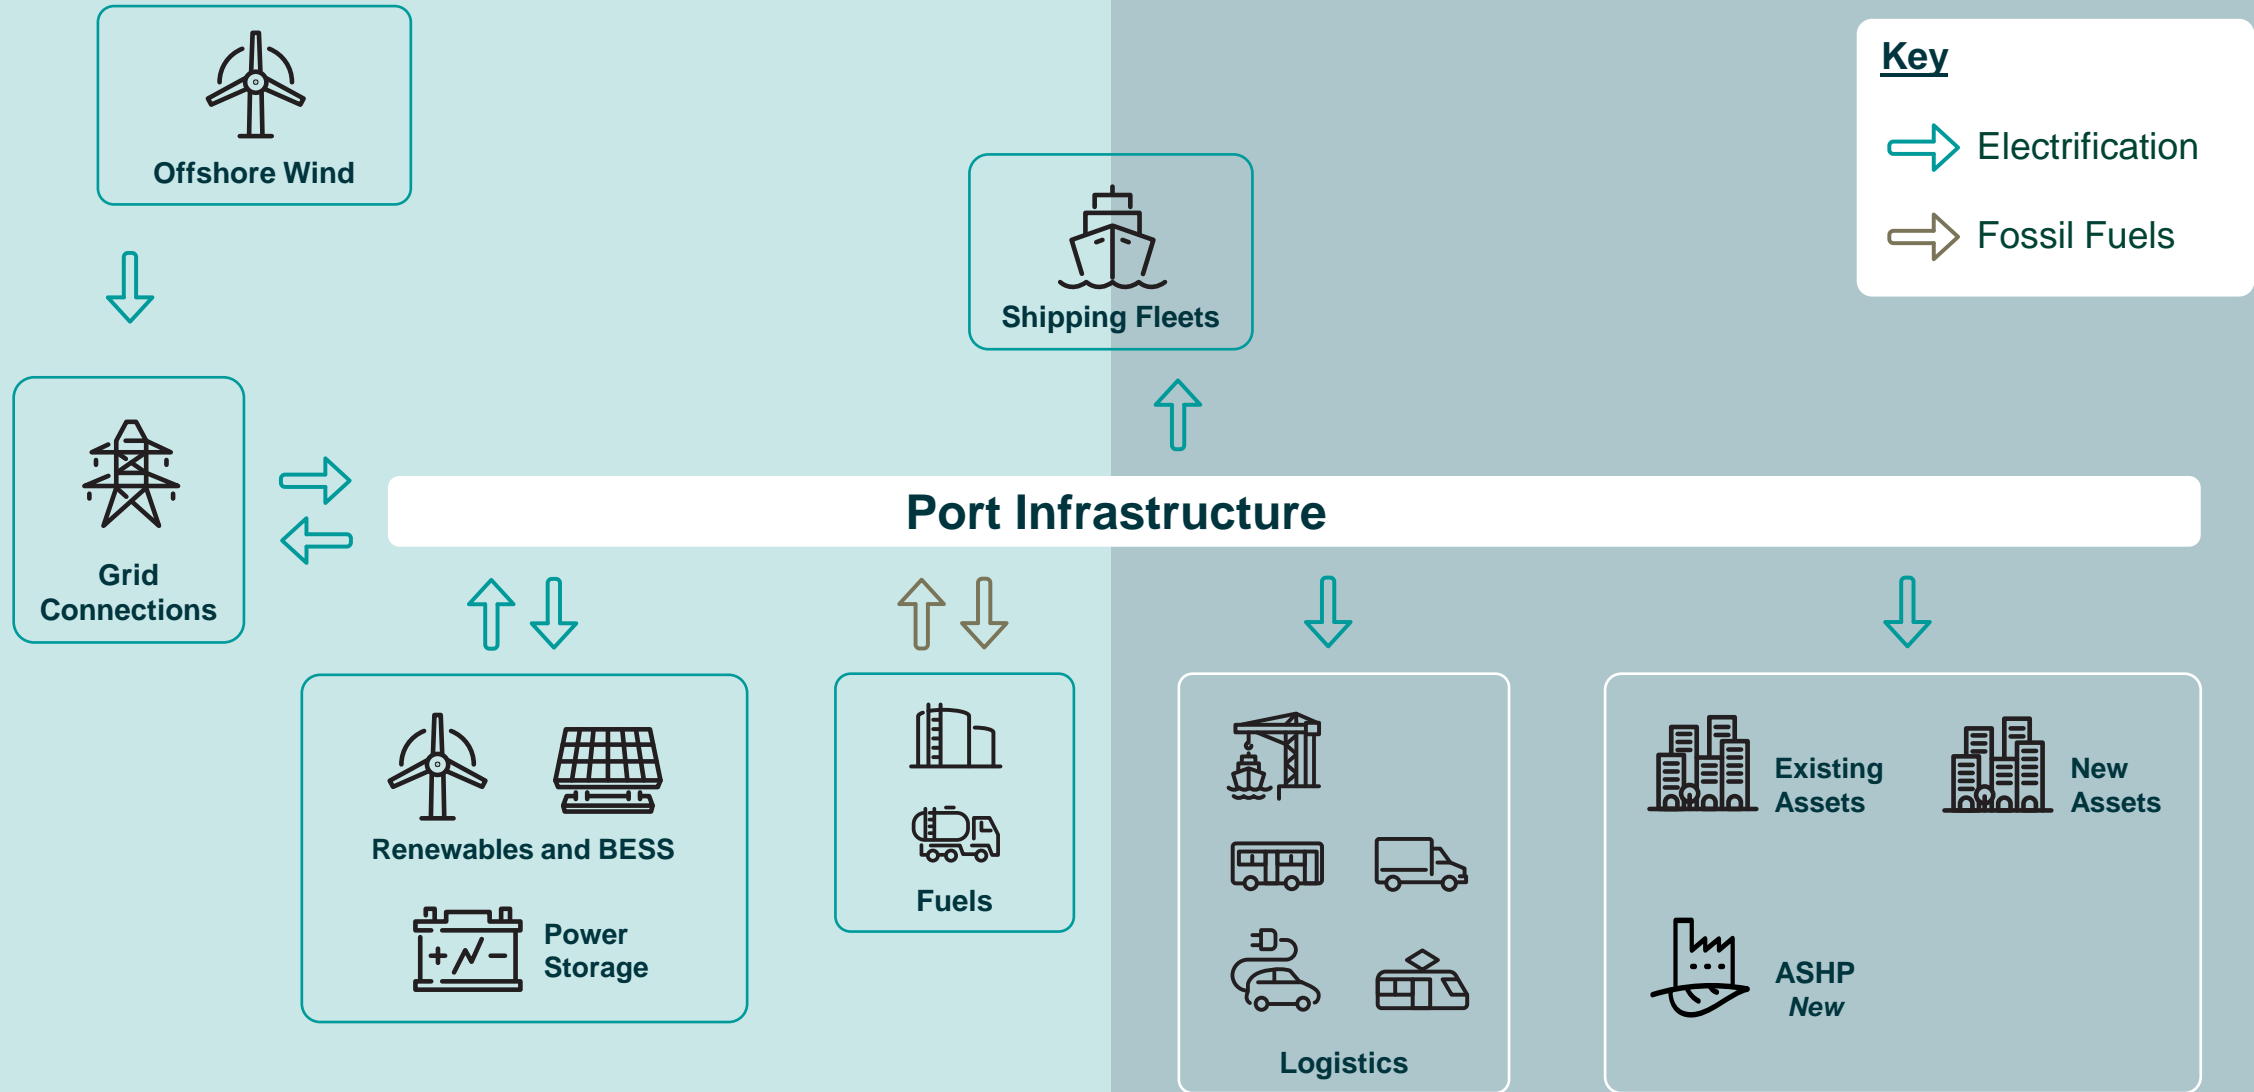 Offshore Wind
Key
Electrification
Fossil Fuels
Shipping Fleets
Grid
Connections
Port Infrastructure
Renewables and BESS
Power
Storage
Fuels
Logistics
Existing
Assets
New
Assets
ASHP
New